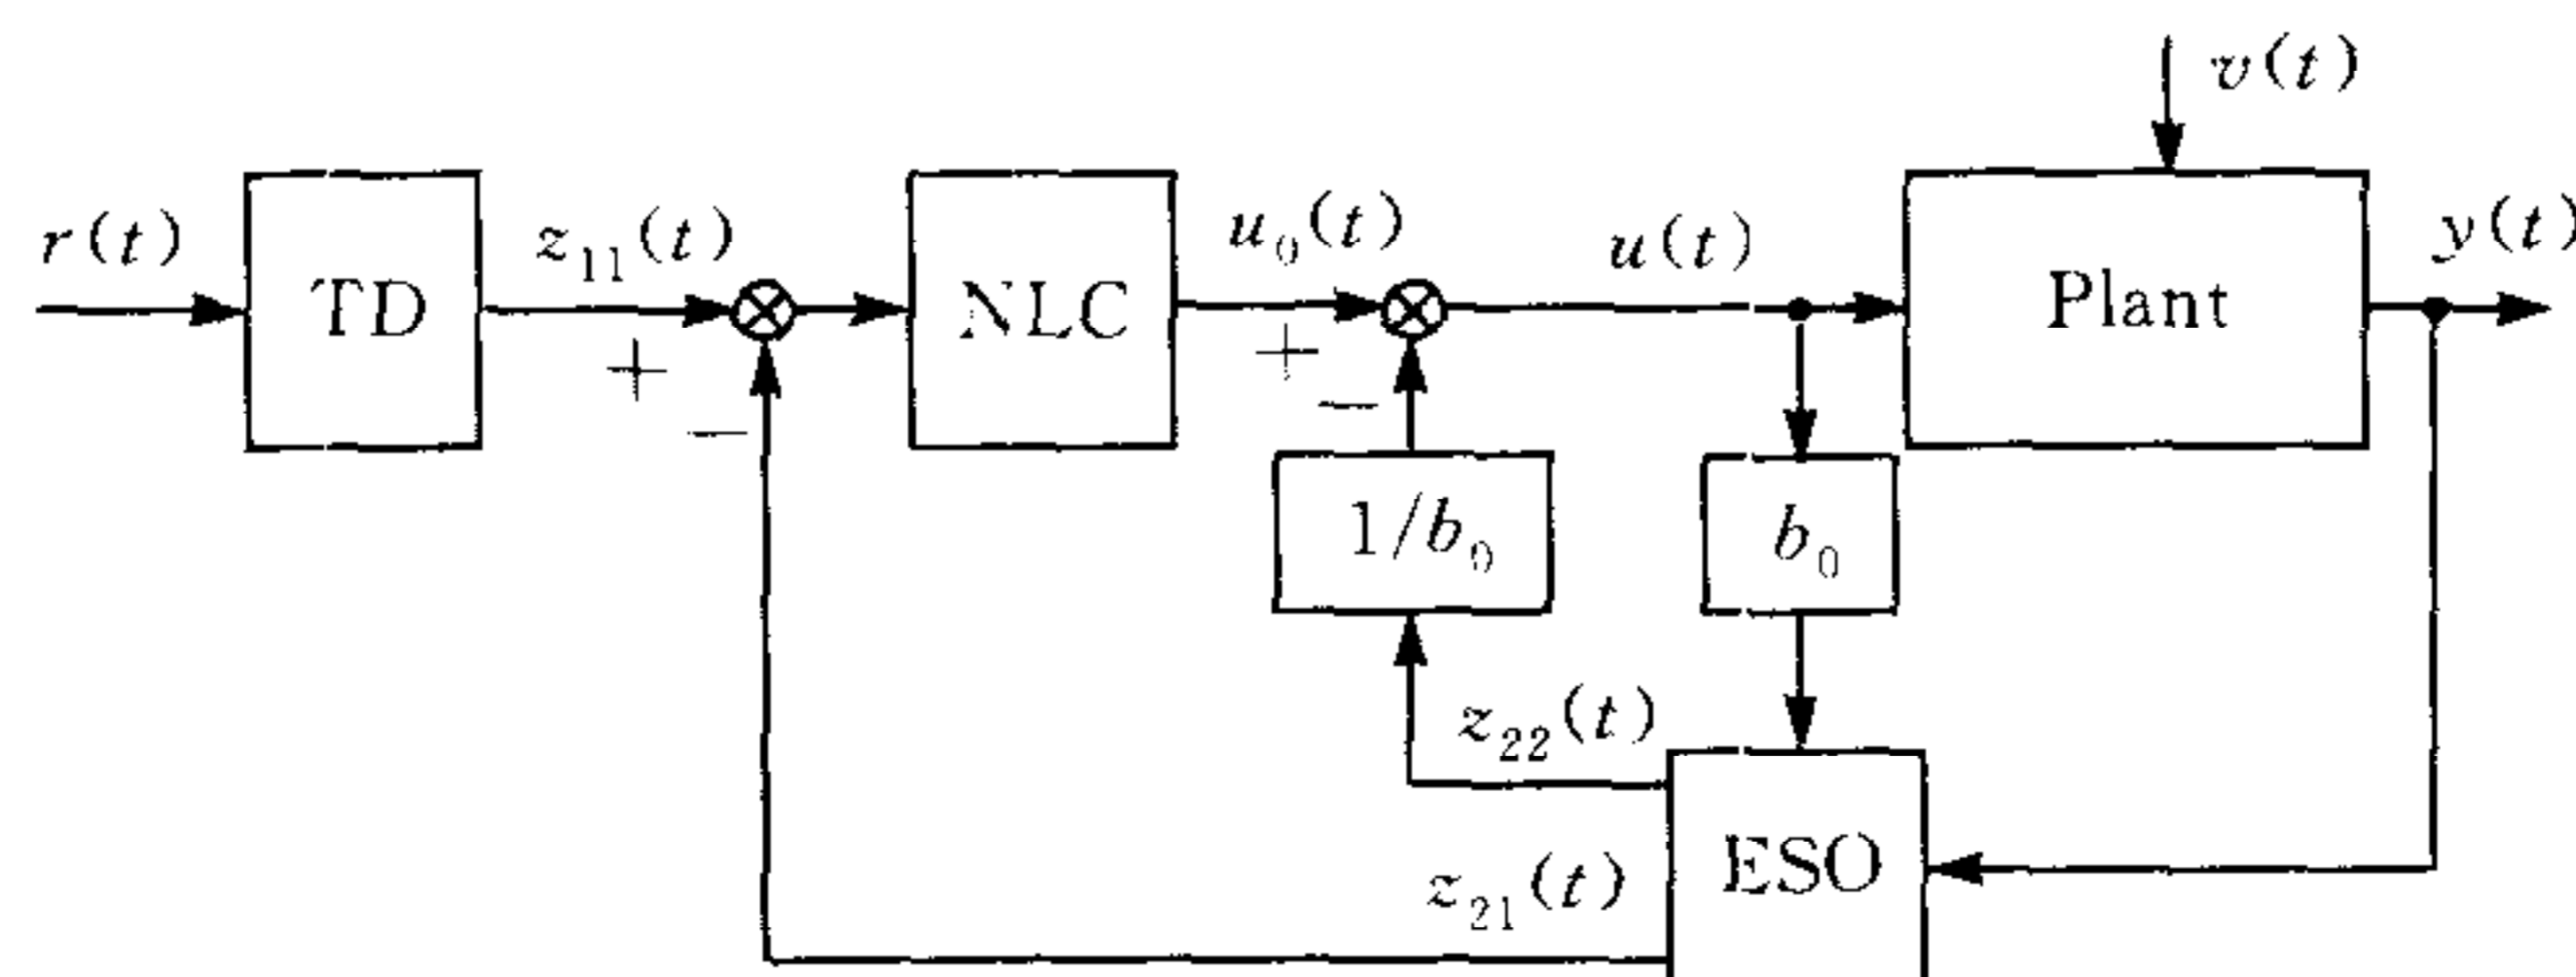 v(t)
r(t)
TD
z₁₁(t)
+
−
NLC
u₀(t)
+
−
u(t)
Plant
y(t)
1/b₀
b₀
z₂₂(t)
ESO
z₂₁(t)